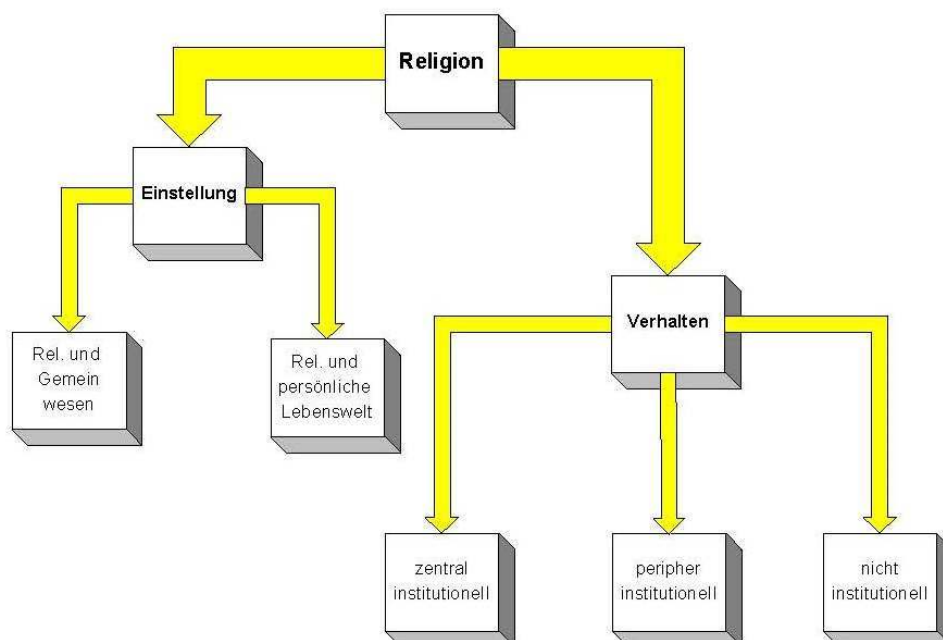 Religion
Einstellung
Rel. und
Gemein
wesen
Rel. und
persönliche
Lebenswelt
Verhalten
zentral
institutionell
peripher
institutionell
nicht
institutionell